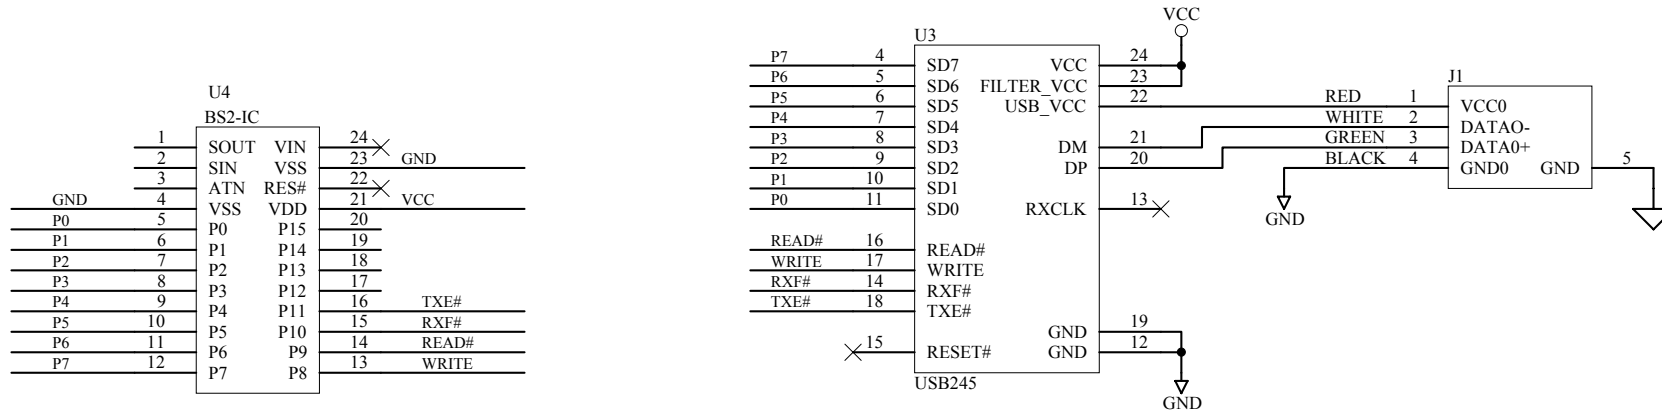 U4
BS2-IC
1 SOUT VIN 24
2 SIN VSS 23 GND
3 ATN RES# 22
GND 4 VSS VDD 21 VCC
P0 5 P0 P15 20
P1 6 P1 P14 19
P2 7 P2 P13 18
P3 8 P3 P12 17
P4 9 P4 P11 16 TXE#
P5 10 P5 P10 15 RXF#
P6 11 P6 P9 14 READ#
P7 12 P7 P8 13 WRITE
VCC
U3
P7 4 SD7 VCC 24
P6 5 SD6 FILTER_VCC 23
P5 6 SD5 USB_VCC 22
P4 7 SD4
P3 8 SD3 DM 21
P2 9 SD2 DP 20
P1 10 SD1
P0 11 SD0 RXCLK 13
READ# 16 READ#
WRITE 17 WRITE
RXF# 14 RXF#
TXE# 18 TXE#
GND 19
15 RESET# GND 12
USB245
GND
J1
RED 1 VCC0
WHITE 2 DATAO-
GREEN 3 DATA0+
BLACK 4 GND0 GND 5
GND